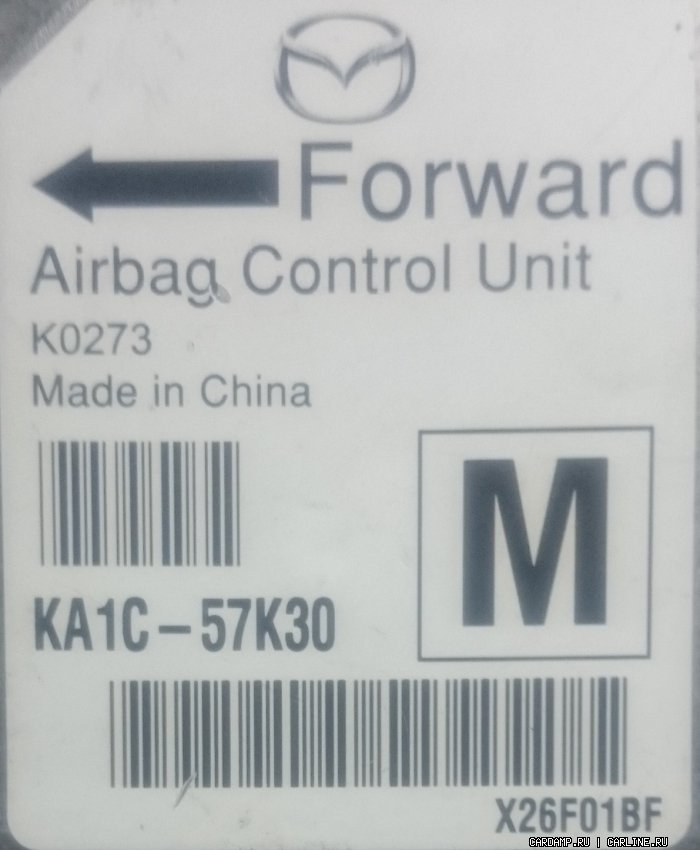 Forward
Airbag Control Unit
K0273
Made in China
M
KA1C-57K30
X26F01BF
CARDAMP.RU | CARLINE.RU